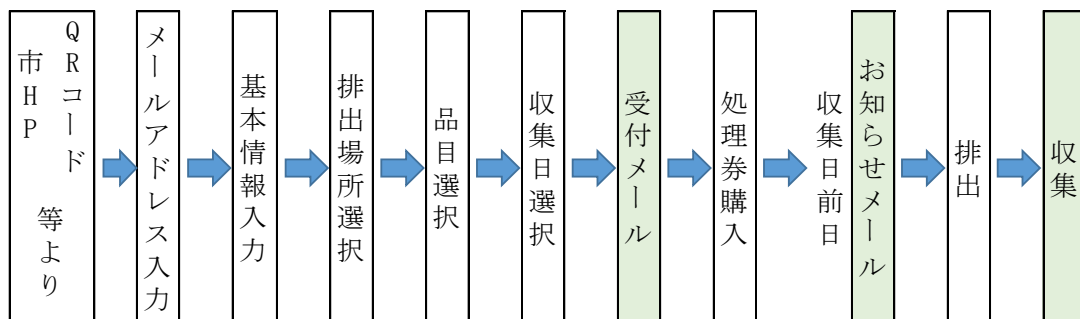 QRコード
市HP
等より
メールアドレス入力
基本情報入力
排出場所選択
品目選択
収集日選択
受付メール
処理券購入
収集日前日
お知らせメール
排出
収集